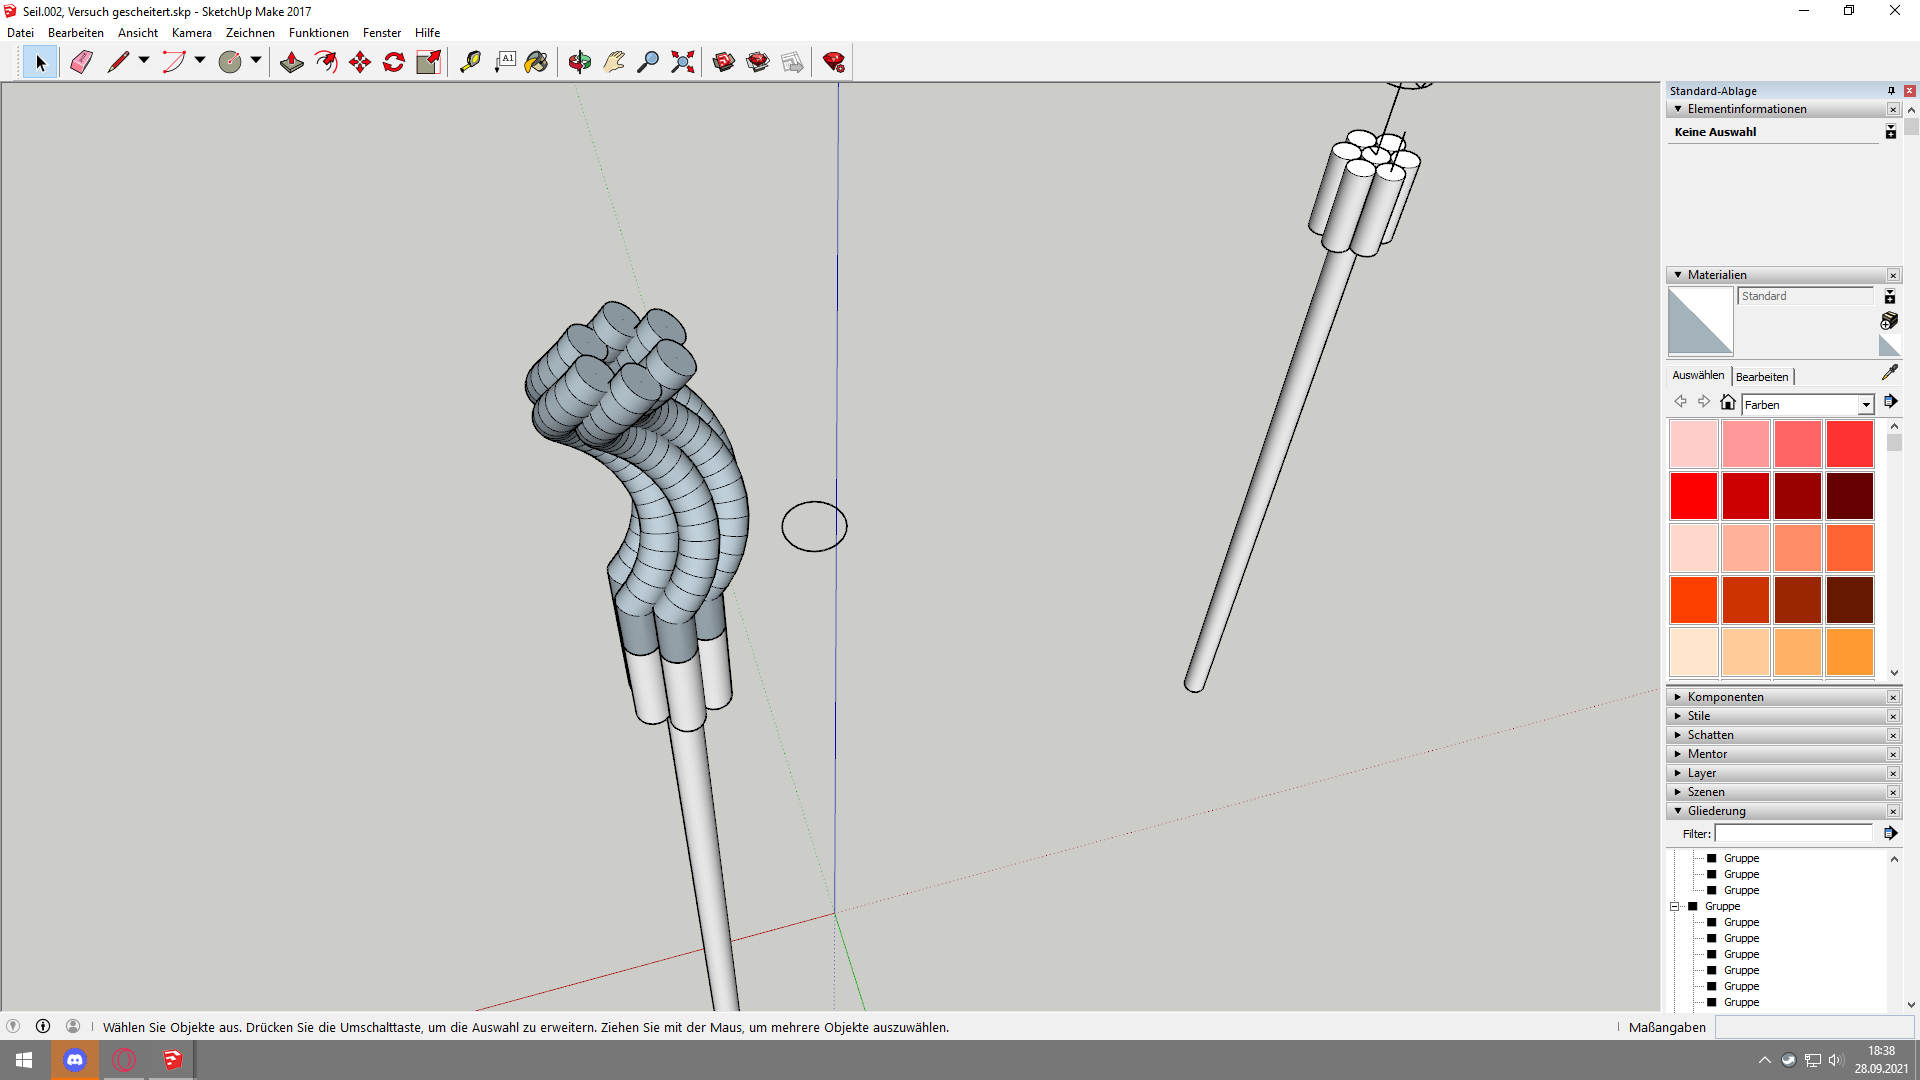 Seil.002, Versuch gescheitert.skp - SketchUp Make 2017
Datei Bearbeiten Ansicht Kamera Zeichnen Funktionen Fenster Hilfe
A1
Standard-Ablage
Elementinformationen
Keine Auswahl
Materialien
Standard
Auswählen Bearbeiten
Farben
Komponenten
Stile
Schatten
Mentor
Layer
Szenen
Gliederung
Filter:
Gruppe
Gruppe
Gruppe
Gruppe
Gruppe
Gruppe
Gruppe
Gruppe
Gruppe
Gruppe
Wählen Sie Objekte aus. Drücken Sie die Umschalttaste, um die Auswahl zu erweitern. Ziehen Sie mit der Maus, um mehrere Objekte auszuwählen.
Maßangaben
18:38
28.09.2021